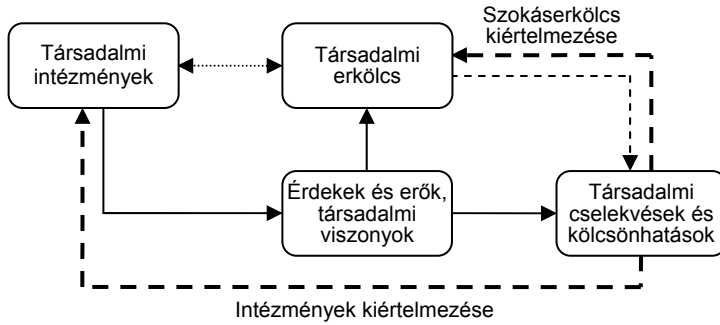 Szokáserkölcs
kiértelmezése
Társadalmi
intézmények
Társadalmi
erkölcs
Érdekek és erők,
társadalmi
viszonyok
Társadalmi
cselekvések és
kölcsönhatások
Intézmények kiértelmezése